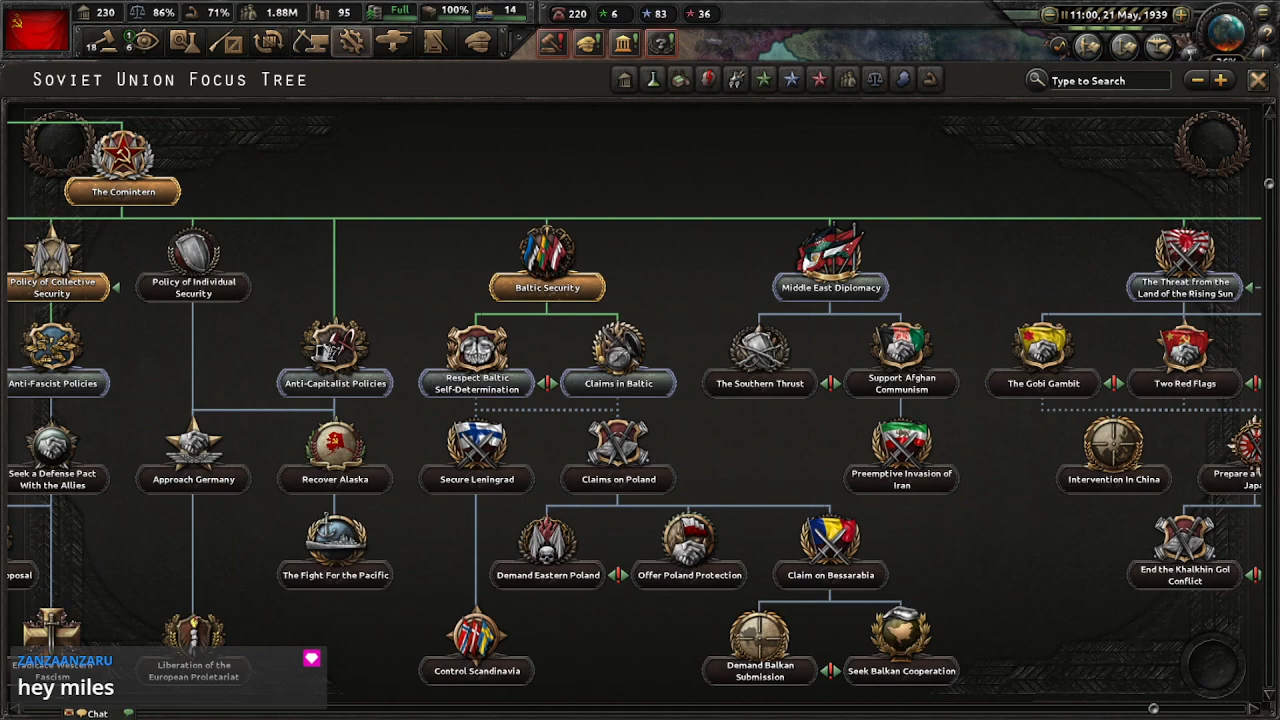 230 86% 71% 1.88M 95 Full 100% 14 220 6 83 36 11:00, 21 May, 1939
18 1 6
SOVIET UNION FOCUS TREE
Type to Search
The Comintern
Policy of Collective
Security
Policy of Individual
Security
Baltic Security
Middle East Diplomacy
The Threat from the
Land of the Rising Sun
Anti-Fascist Policies
Anti-Capitalist Policies
Respect Baltic
Self-Determination
Claims in Baltic
The Southern Thrust
Support Afghan
Communism
The Gobi Gambit
Two Red Flags
Seek a Defense Pact
With the Allies
Approach Germany
Recover Alaska
Secure Leningrad
Claims on Poland
Preemptive Invasion of
Iran
Intervention In China
Prepare a
Japa
oposal
The Fight For the Pacific
Demand Eastern Poland
Offer Poland Protection
Claim on Bessarabia
End the Khalkhin Gol
Conflict
Eradicate Western
Fascism
Liberation of the
European Proletariat
Control Scandinavia
Demand Balkan
Submission
Seek Balkan Cooperation
ZANZAANZARU
hey miles
Chat